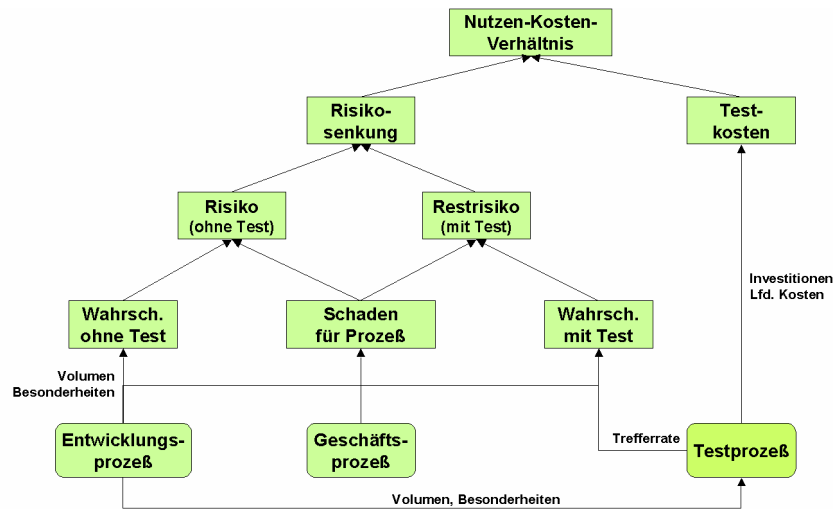 Nutzen-Kosten-
Verhältnis
Risiko-
senkung
Test-
kosten
Risiko
(ohne Test)
Restrisiko
(mit Test)
Investitionen
Lfd. Kosten
Wahrsch.
ohne Test
Schaden
für Prozeß
Wahrsch.
mit Test
Volumen
Besonderheiten
Entwicklungs-
prozeß
Geschäfts-
prozeß
Trefferrate
Testprozeß
Volumen, Besonderheiten